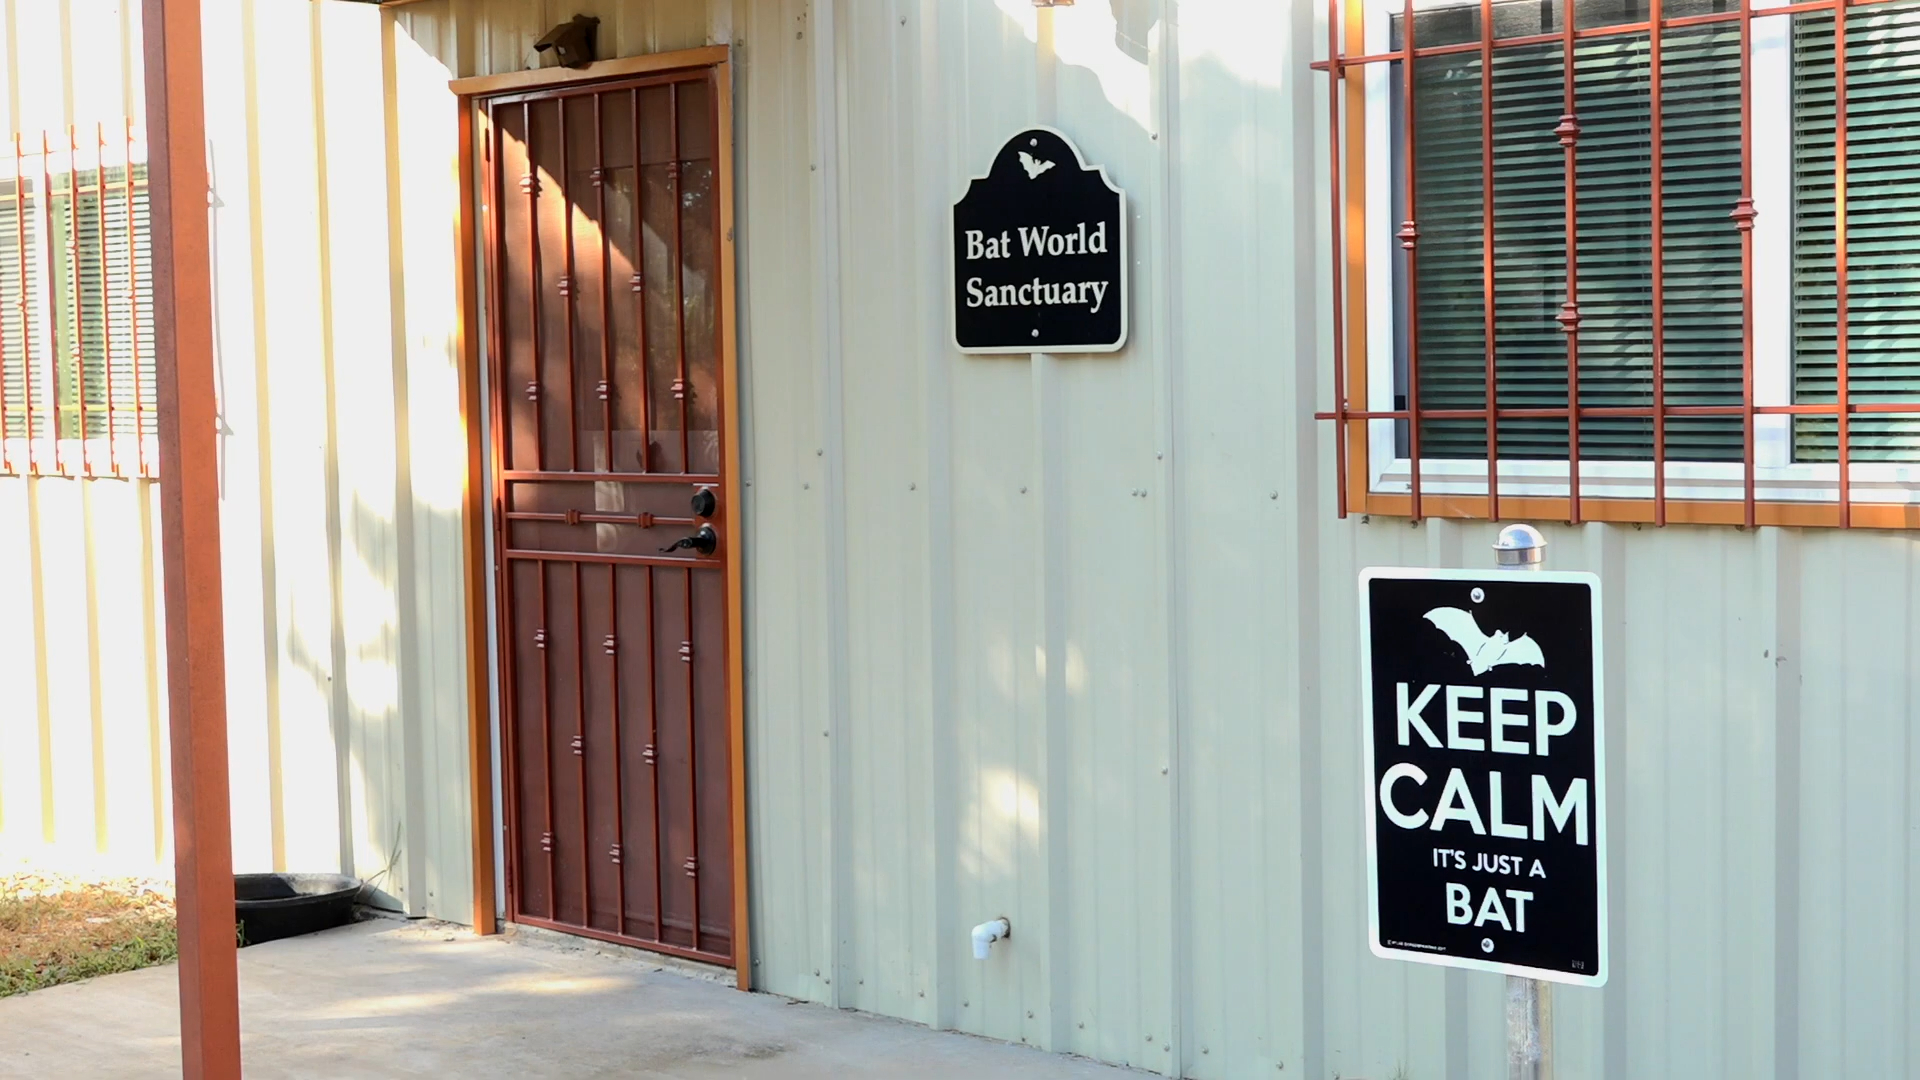 Bat World
Sanctuary
KEEP
CALM
IT'S JUST A
BAT